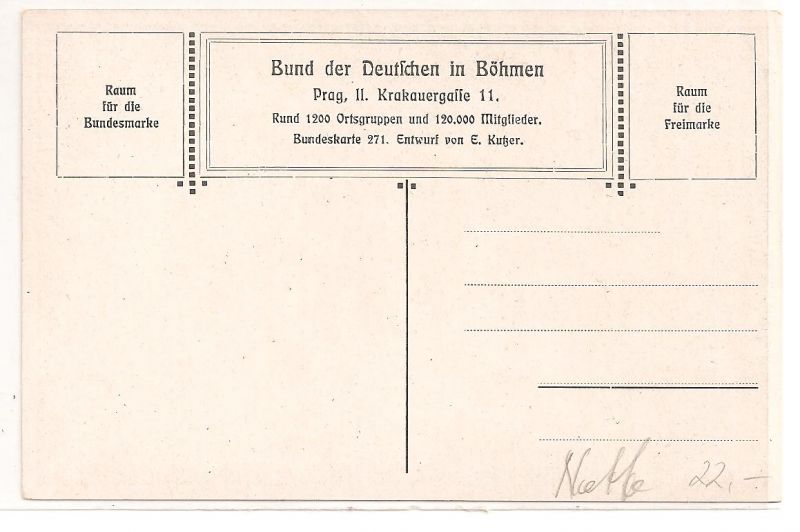 Raum
für die
Bundesmarke
Bund der Deutschen in Böhmen
Prag, II. Krakauergasse 11.
Rund 1200 Ortsgruppen und 120.000 Mitglieder.
Bundeskarte 271. Entwurf von E. Kutzer.
Raum
für die
Freimarke
22,-